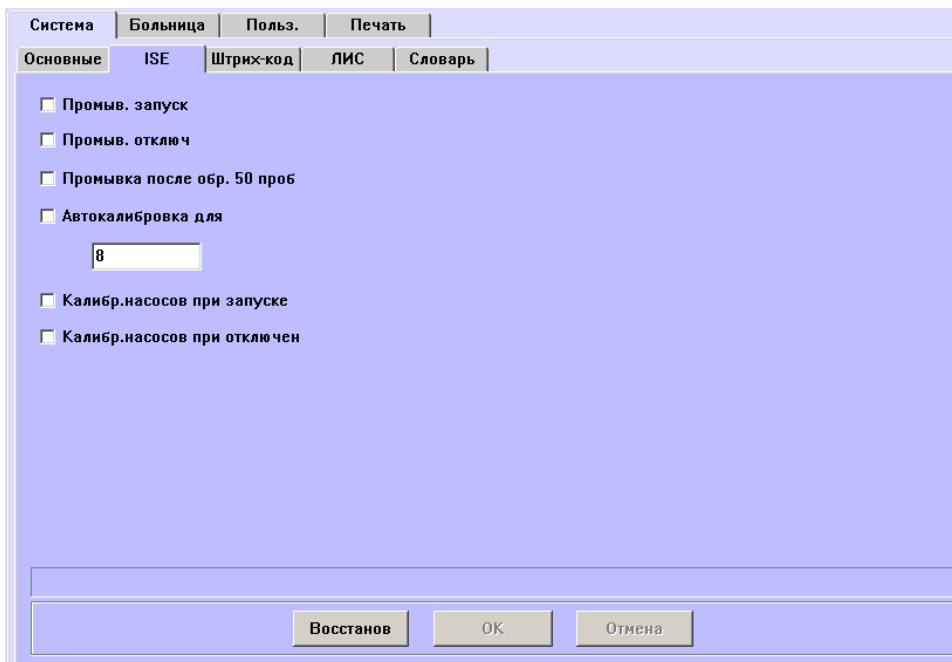 Система Больница Польз. Печать
Основные ISE Штрих-код ЛИС Словарь
Промыв. запуск
Промыв. отключ
Промывка после обр. 50 проб
Автокалибровка для
8
Калибр.насосов при запуске
Калибр.насосов при отключен
Восстанов OK Отмена